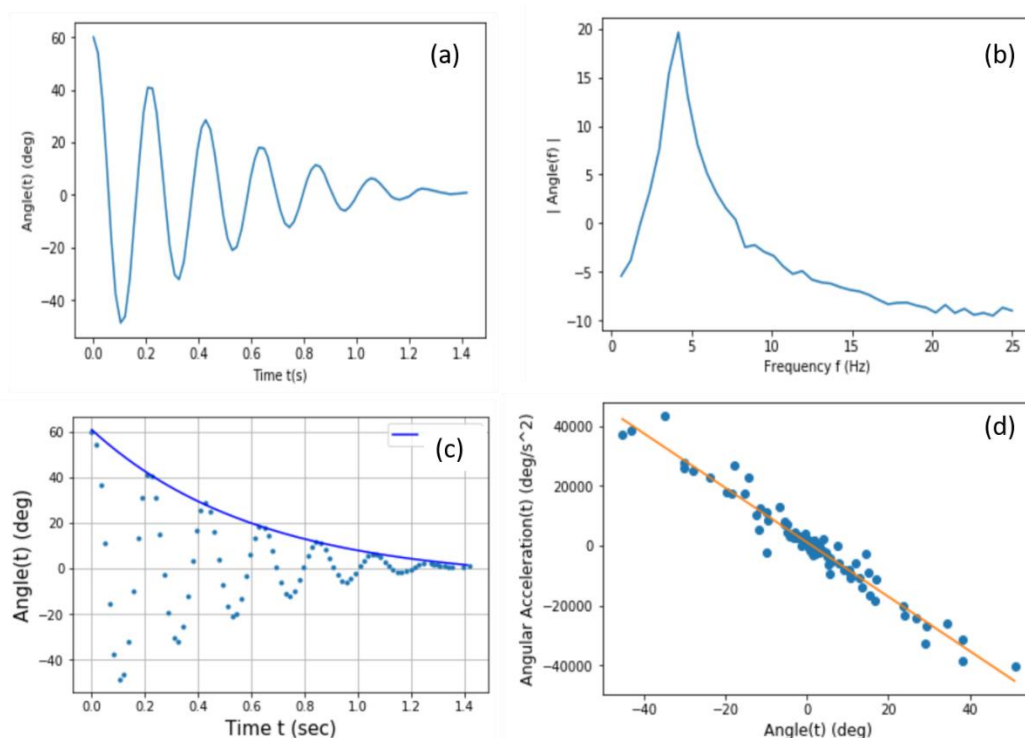 (a)
60
40
20
0
−20
−40
Angle(t) (deg)
0.0 0.2 0.4 0.6 0.8 1.0 1.2 1.4
Time t(s)
(b)
20
15
10
5
0
−5
−10
| Angle(f) |
0 5 10 15 20 25
Frequency f (Hz)
(c)
60
40
20
0
−20
−40
Angle(t) (deg)
0.0 0.2 0.4 0.6 0.8 1.0 1.2 1.4
Time t (sec)
(d)
40000
20000
0
−20000
−40000
Angular Acceleration(t) (deg/s^2)
−40 −20 0 20 40
Angle(t) (deg)